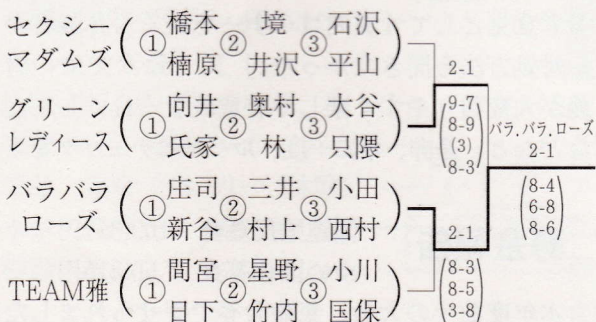 セクシー
マダムズ
① 橋本 楠原 ② 境 井沢 ③ 石沢 平山
グリーン
レディース
① 向井 氏家 ② 奥村 林 ③ 大谷 只隈
バラバラ
ローズ
① 庄司 新谷 ② 三井 村上 ③ 小田 西村
TEAM雅
① 間宮 日下 ② 星野 竹内 ③ 小川 国保
2-1
9-7
8-9
(3)
8-3
2-1
8-3
8-5
3-8
バラ、バラ、ローズ
2-1
8-4
6-8
8-6